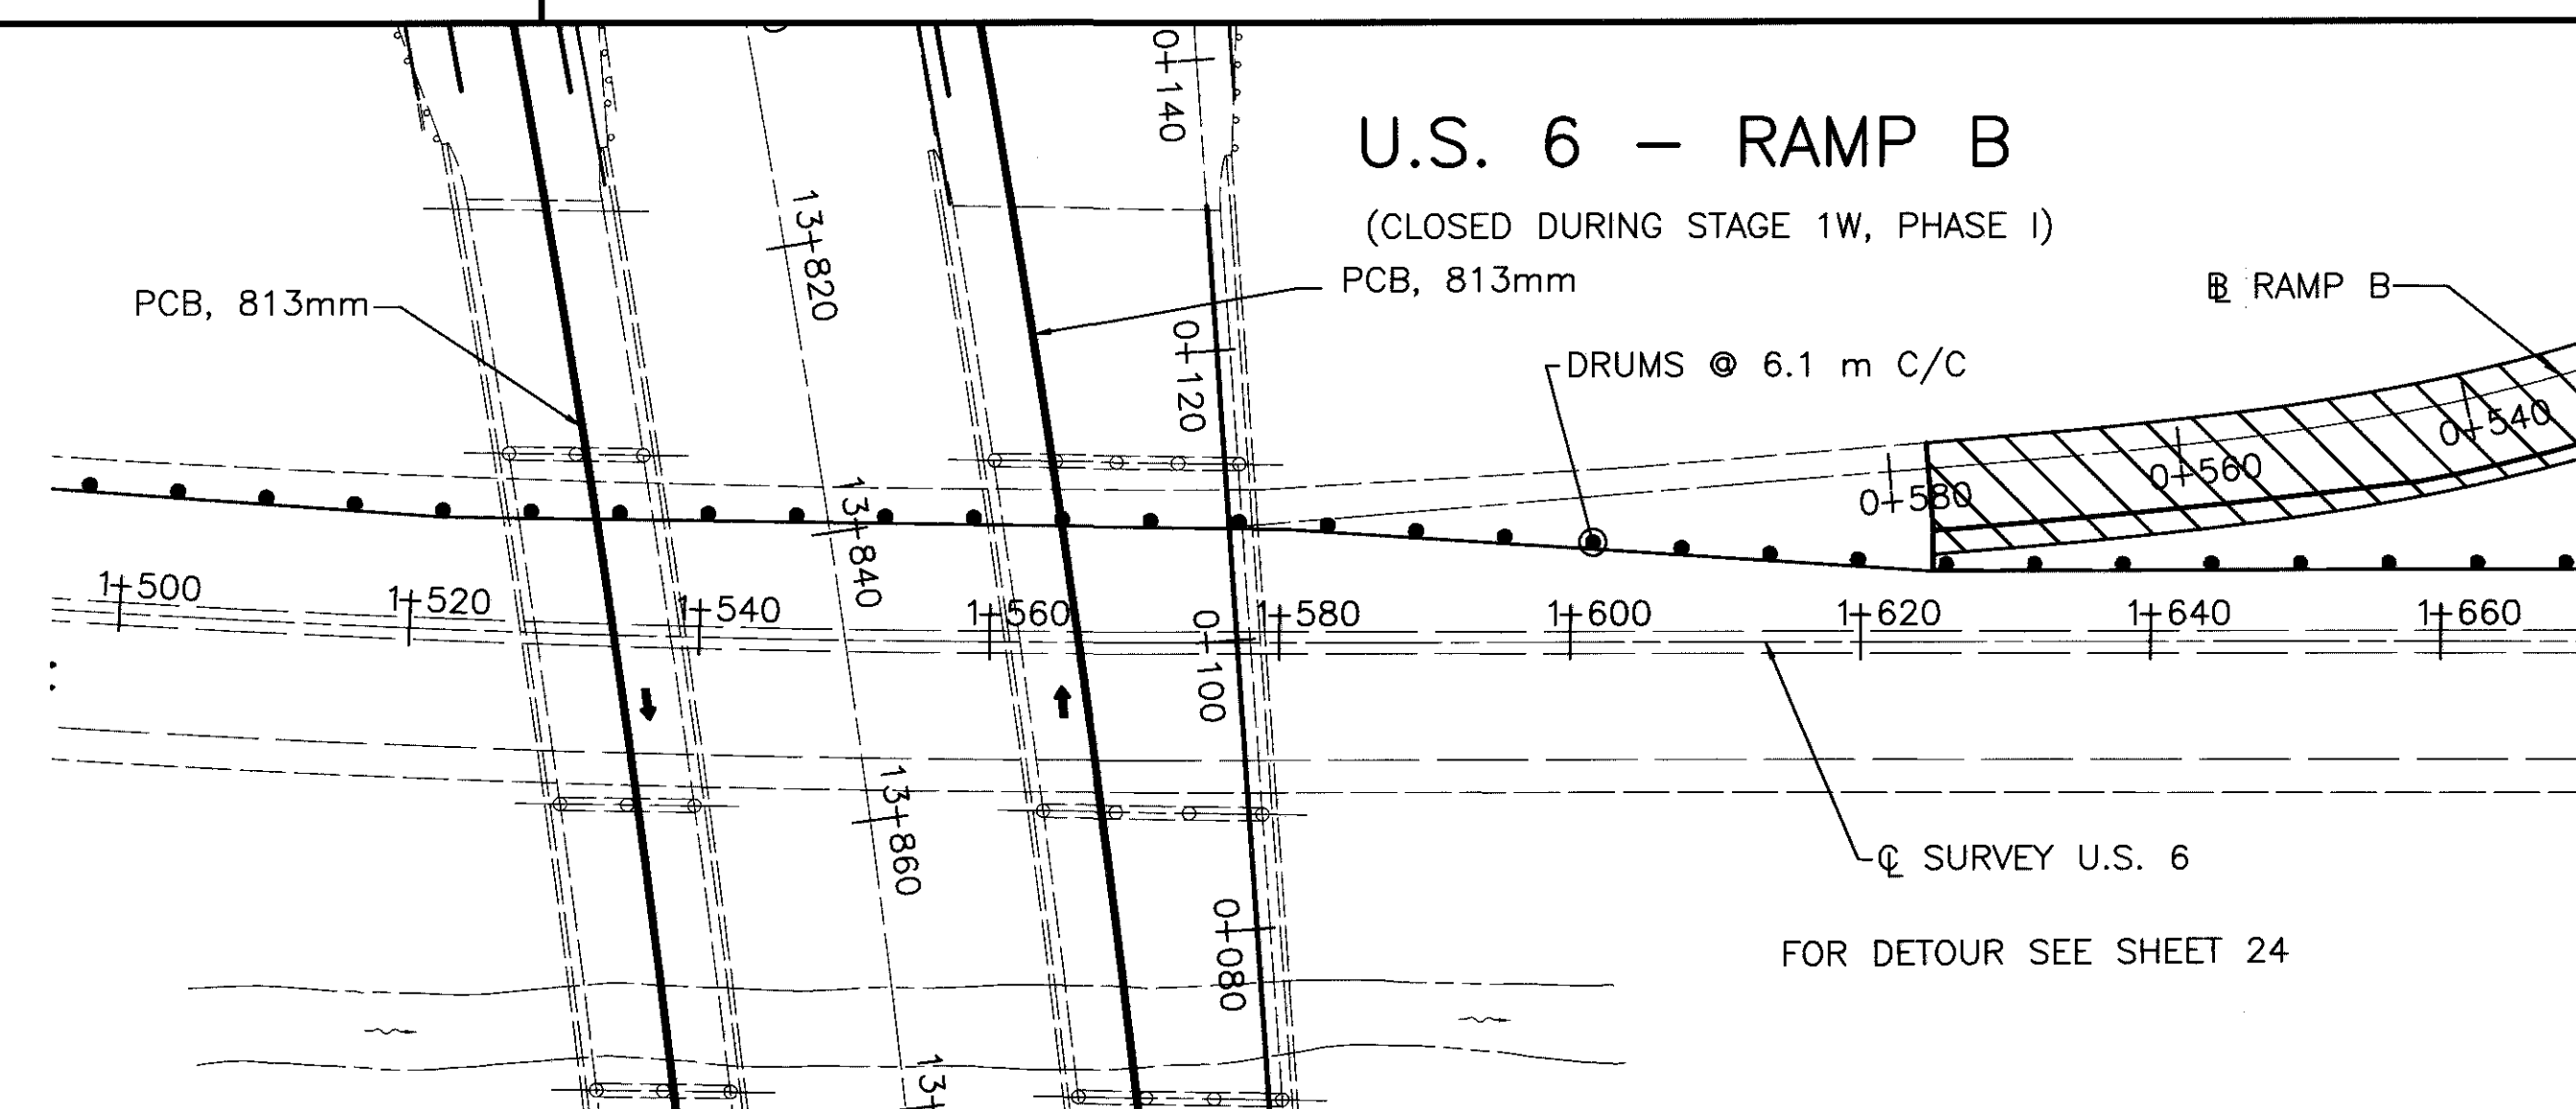 0+140
U.S. 6 – RAMP B
(CLOSED DURING STAGE 1W, PHASE I)
13+820
PCB, 813mm
PCB, 813mm
℄ RAMP B
0+120
DRUMS @ 6.1 m C/C
0+540
0+560
0+580
13+840
1+500
1+520
1+540
1+560
1+580
1+600
1+620
1+640
1+660
0+100
13+860
℄ SURVEY U.S. 6
0+080
FOR DETOUR SEE SHEET 24
13+